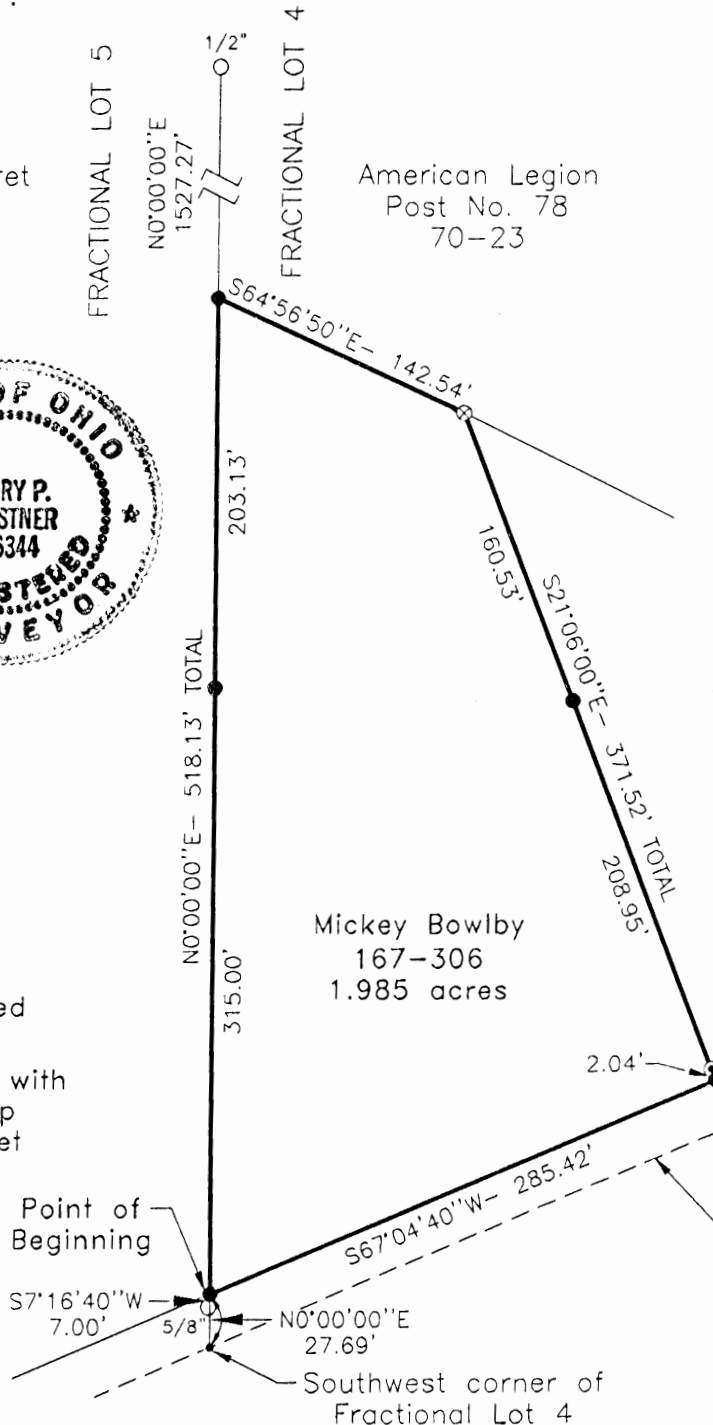 1/2"
FRACTIONAL LOT 5
N0°00'00"E
1527.27'
FRACTIONAL LOT 4
American Legion
Post No. 78
70-23
S64°56'50"E- 142.54'
OF OHIO
RY P.
STNER
6344
STERED
VEYOR
203.13'
160.53'
S21°06'00"E- 371.52' TOTAL
N0°00'00"E- 518.13' TOTAL
208.95'
Mickey Bowlby
167-306
1.985 acres
315.00'
ed
with
2.04'
S67°04'40"W- 285.42'
Point of
Beginning
S7°16'40"W
7.00'
5/8"
N0°00'00"E
27.69'
Southwest corner of
Fractional Lot 4